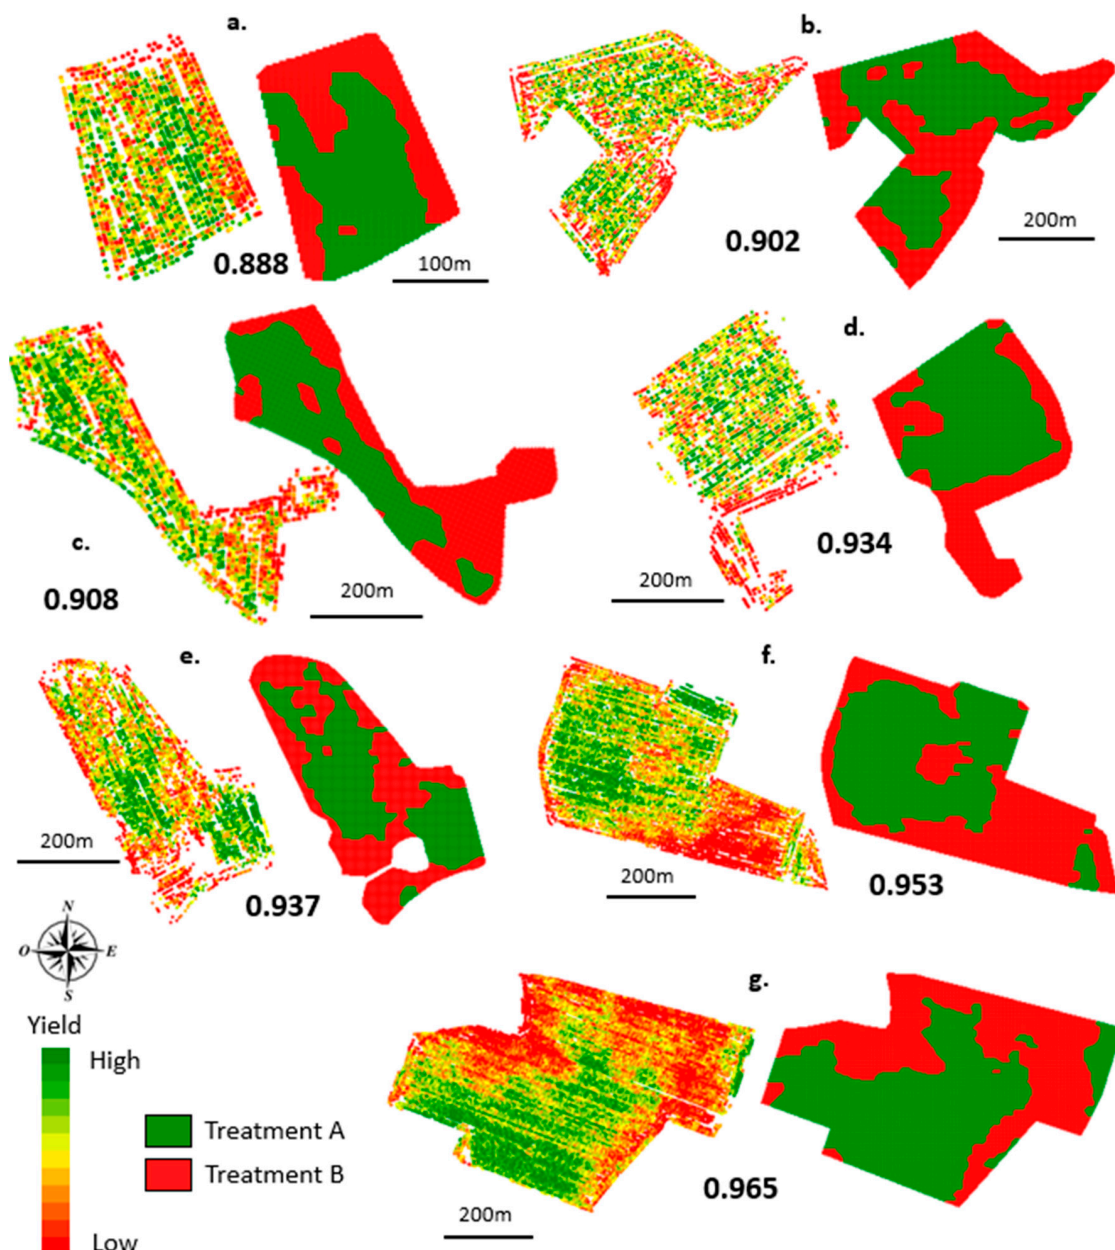 a.
b.
0.888
100m
0.902
200m
c.
0.908
200m
d.
0.934
200m
e.
200m
0.937
f.
200m
0.953
N
O
E
S
g.
0.965
200m
Yield
High
Low
Treatment A
Treatment B